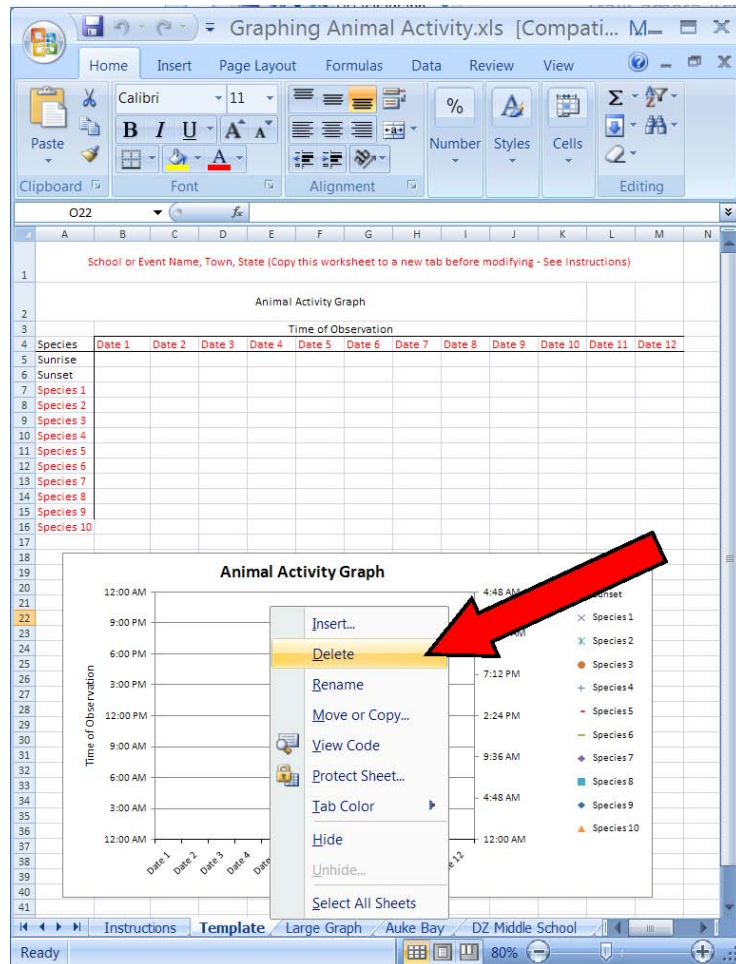 Graphing Animal Activity.xls [Compati... M
Home Insert Page Layout Formulas Data Review View
Calibri 11
Paste B I U A A % Number A Styles Cells Σ
Clipboard Font Alignment Editing
O22 fx
A B C D E F G H I J K L M N
1 School or Event Name, Town, State (Copy this worksheet to a new tab before modifying - See Instructions)
2 Animal Activity Graph
3 Time of Observation
4 Species Date 1 Date 2 Date 3 Date 4 Date 5 Date 6 Date 7 Date 8 Date 9 Date 10 Date 11 Date 12
5 Sunrise
6 Sunset
7 Species 1
8 Species 2
9 Species 3
10 Species 4
11 Species 5
12 Species 6
13 Species 7
14 Species 8
15 Species 9
16 Species 10
17
18
19
20
21
22
23
24
25
26
27
28
29
30
31
32
33
34
35
36
37
38
39
40
41
Animal Activity Graph
Time of Observation
12:00 AM
9:00 PM
6:00 PM
3:00 PM
12:00 PM
9:00 AM
6:00 AM
3:00 AM
12:00 AM
Date 1 Date 2 Date 3 Date 4
4:48 AM
AM
7:12 PM
2:24 PM
9:36 AM
4:48 AM
12:00 AM
Sunset
Species 1
Species 2
Species 3
Species 4
Species 5
Species 6
Species 7
Species 8
Species 9
Species 10
Insert...
Delete
Rename
Move or Copy...
View Code
Protect Sheet...
Tab Color
Hide
Unhide...
Select All Sheets
Instructions Template Large Graph Auke Bay DZ Middle School
Ready 80%